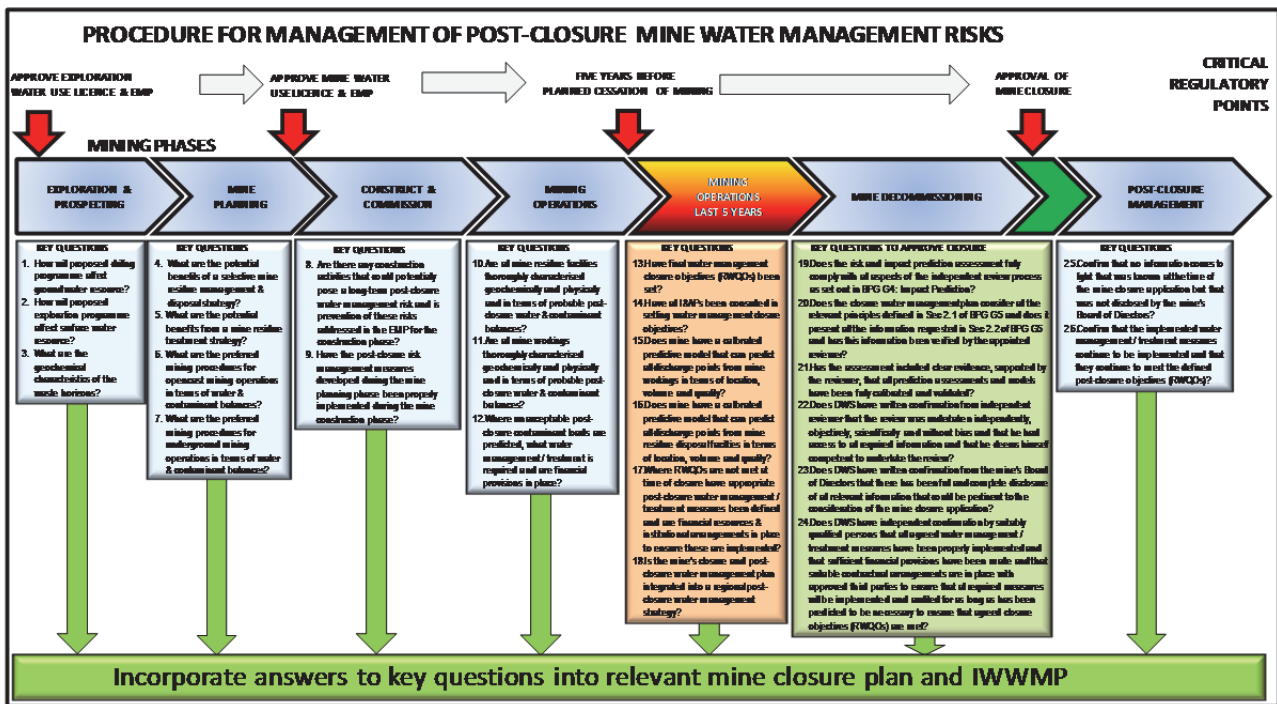 PROCEDURE FOR MANAGEMENT OF POST-CLOSURE MINE WATER MANAGEMENT RISKS
APPROVE EXPLORATION
WATER USE LICENCE & EMP
APPROVE MINE WATER
USE LICENCE & EMP
FIVE YEARS BEFORE
PLANNED CESSATION OF MINING
APPROVAL OF
MINE CLOSURE
CRITICAL
REGULATORY
POINTS
MINING PHASES
EXPLORATION &
PROSPECTING
MINE
PLANNING
CONSTRUCT &
COMMISSION
MINING
OPERATIONS
MINING
OPERATIONS
LAST 5 YEARS
MINE DECOMMISSIONING
POST-CLOSURE
MANAGEMENT
KEY QUESTIONS
1. How will proposed drilling
programme affect
groundwater resource?
2. How will proposed
exploration programme
affect surface water
resource?
3. What are the
geochemical
characteristics of the
waste horizons?
KEY QUESTIONS
4. What are the potential
benefits of a selective mine
residue management &
disposal strategy?
5. What are the potential
benefits from a mine residue
treatment strategy?
6. What are the preferred
mining procedures for
opencast mining operations
in terms of water &
contaminant balances?
7. What are the preferred
mining procedures for
underground mining
operations in terms of water
& contaminant balances?
KEY QUESTIONS
8. Are there any construction
activities that could potentially
pose a long-term post-closure
water management risk and is
prevention of these risks
addressed in the EMP for the
construction phase?
9. Have the post-closure risk
management measures
developed during the mine
planning phase been properly
implemented during the mine
construction phase?
KEY QUESTIONS
10. Are all mine residue facilities
thoroughly characterised
geochemically and physically and
in terms of probable post-
closure water & contaminant
balances?
11. Are all mine workings
thoroughly characterised
geochemically and physically and
in terms of probable post-
closure water & contaminant
balances?
12. Where unacceptable post-
closure contaminant loads are
predicted, what water
management / treatment is
required and are financial
provisions in place?
KEY QUESTIONS
13. Have final water management
closure objectives (RWQOs) been
set?
14. Have all I&APs been consulted in
setting water management closure
objectives?
15. Does mine have a calibrated
predictive model that can predict
all discharge points from mine
workings in terms of location,
volume and quality?
16. Does mine have a calibrated
predictive model that can predict
all discharge points from mine
residue disposal facilities in terms
of location, volume and quality?
17. Where RWQOs are not met at
time of closure have appropriate
post-closure water management /
treatment measures been defined
and are financial resources &
institutional arrangements in place
to ensure these are implemented?
18. Is the mine's closure and post-
closure water management plan
integrated into a regional post-
closure water management
strategy?
KEY QUESTIONS TO APPROVE CLOSURE
19. Does the risk and impact prediction assessment fully
comply with all aspects of the independent review process
as set out in BPG G4: Impact Prediction?
20. Does the closure water management plan consider all the
relevant principles defined in Sec 2.1 of BPG G5 and does it
present all the information requested in Sec 2.2 of BPG G5
and has this information been verified by the appointed
reviewer?
21. Has the assessment included clear evidence, supported by
the reviewer, that all prediction assessments and models
have been fully calibrated and validated?
22. Does DWS have written confirmation from independent
reviewer that the review was undertaken independently,
objectively, scientifically and without bias and that he had
access to all required information and that he deems himself
competent to undertake the review?
23. Does DWS have written confirmation from the mine's Board
of Directors that there has been full and complete disclosure
of all relevant information that could be pertinent to the
consideration of the mine closure application?
24. Does DWS have independent confirmation by suitably
qualified persons that all agreed water management /
treatment measures have been properly implemented and
that sufficient financial provisions have been made and that
suitable contractual arrangements are in place with
approved third parties to ensure that all required measures
will be implemented and audited for as long as has been
predicted to be necessary to ensure that agreed closure
objectives (RWQOs) are met?
KEY QUESTIONS
25. Confirm that no information comes to
light that was known at the time of
the mine closure application but that
was not disclosed by the mine's
Board of Directors?
26. Confirm that the implemented water
management / treatment measures
continue to be implemented and that
they continue to meet the defined
post-closure objectives (RWQOs)?
Incorporate answers to key questions into relevant mine closure plan and IWWMP